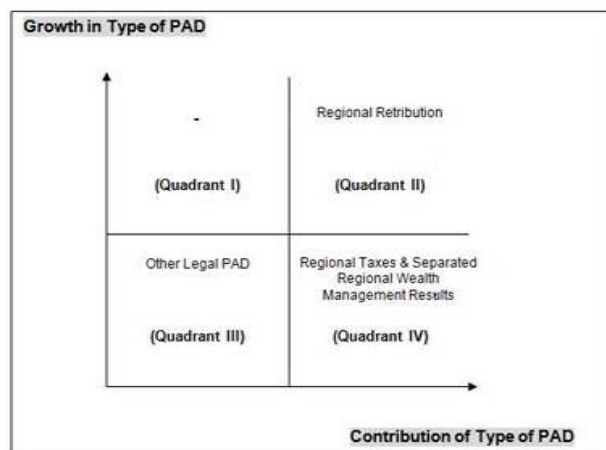 Growth in Type of PAD
-
Regional Retribution
(Quadrant I)
(Quadrant II)
Other Legal PAD
Regional Taxes & Separated
Regional Wealth
Management Results
(Quadrant III)
(Quadrant IV)
Contribution of Type of PAD